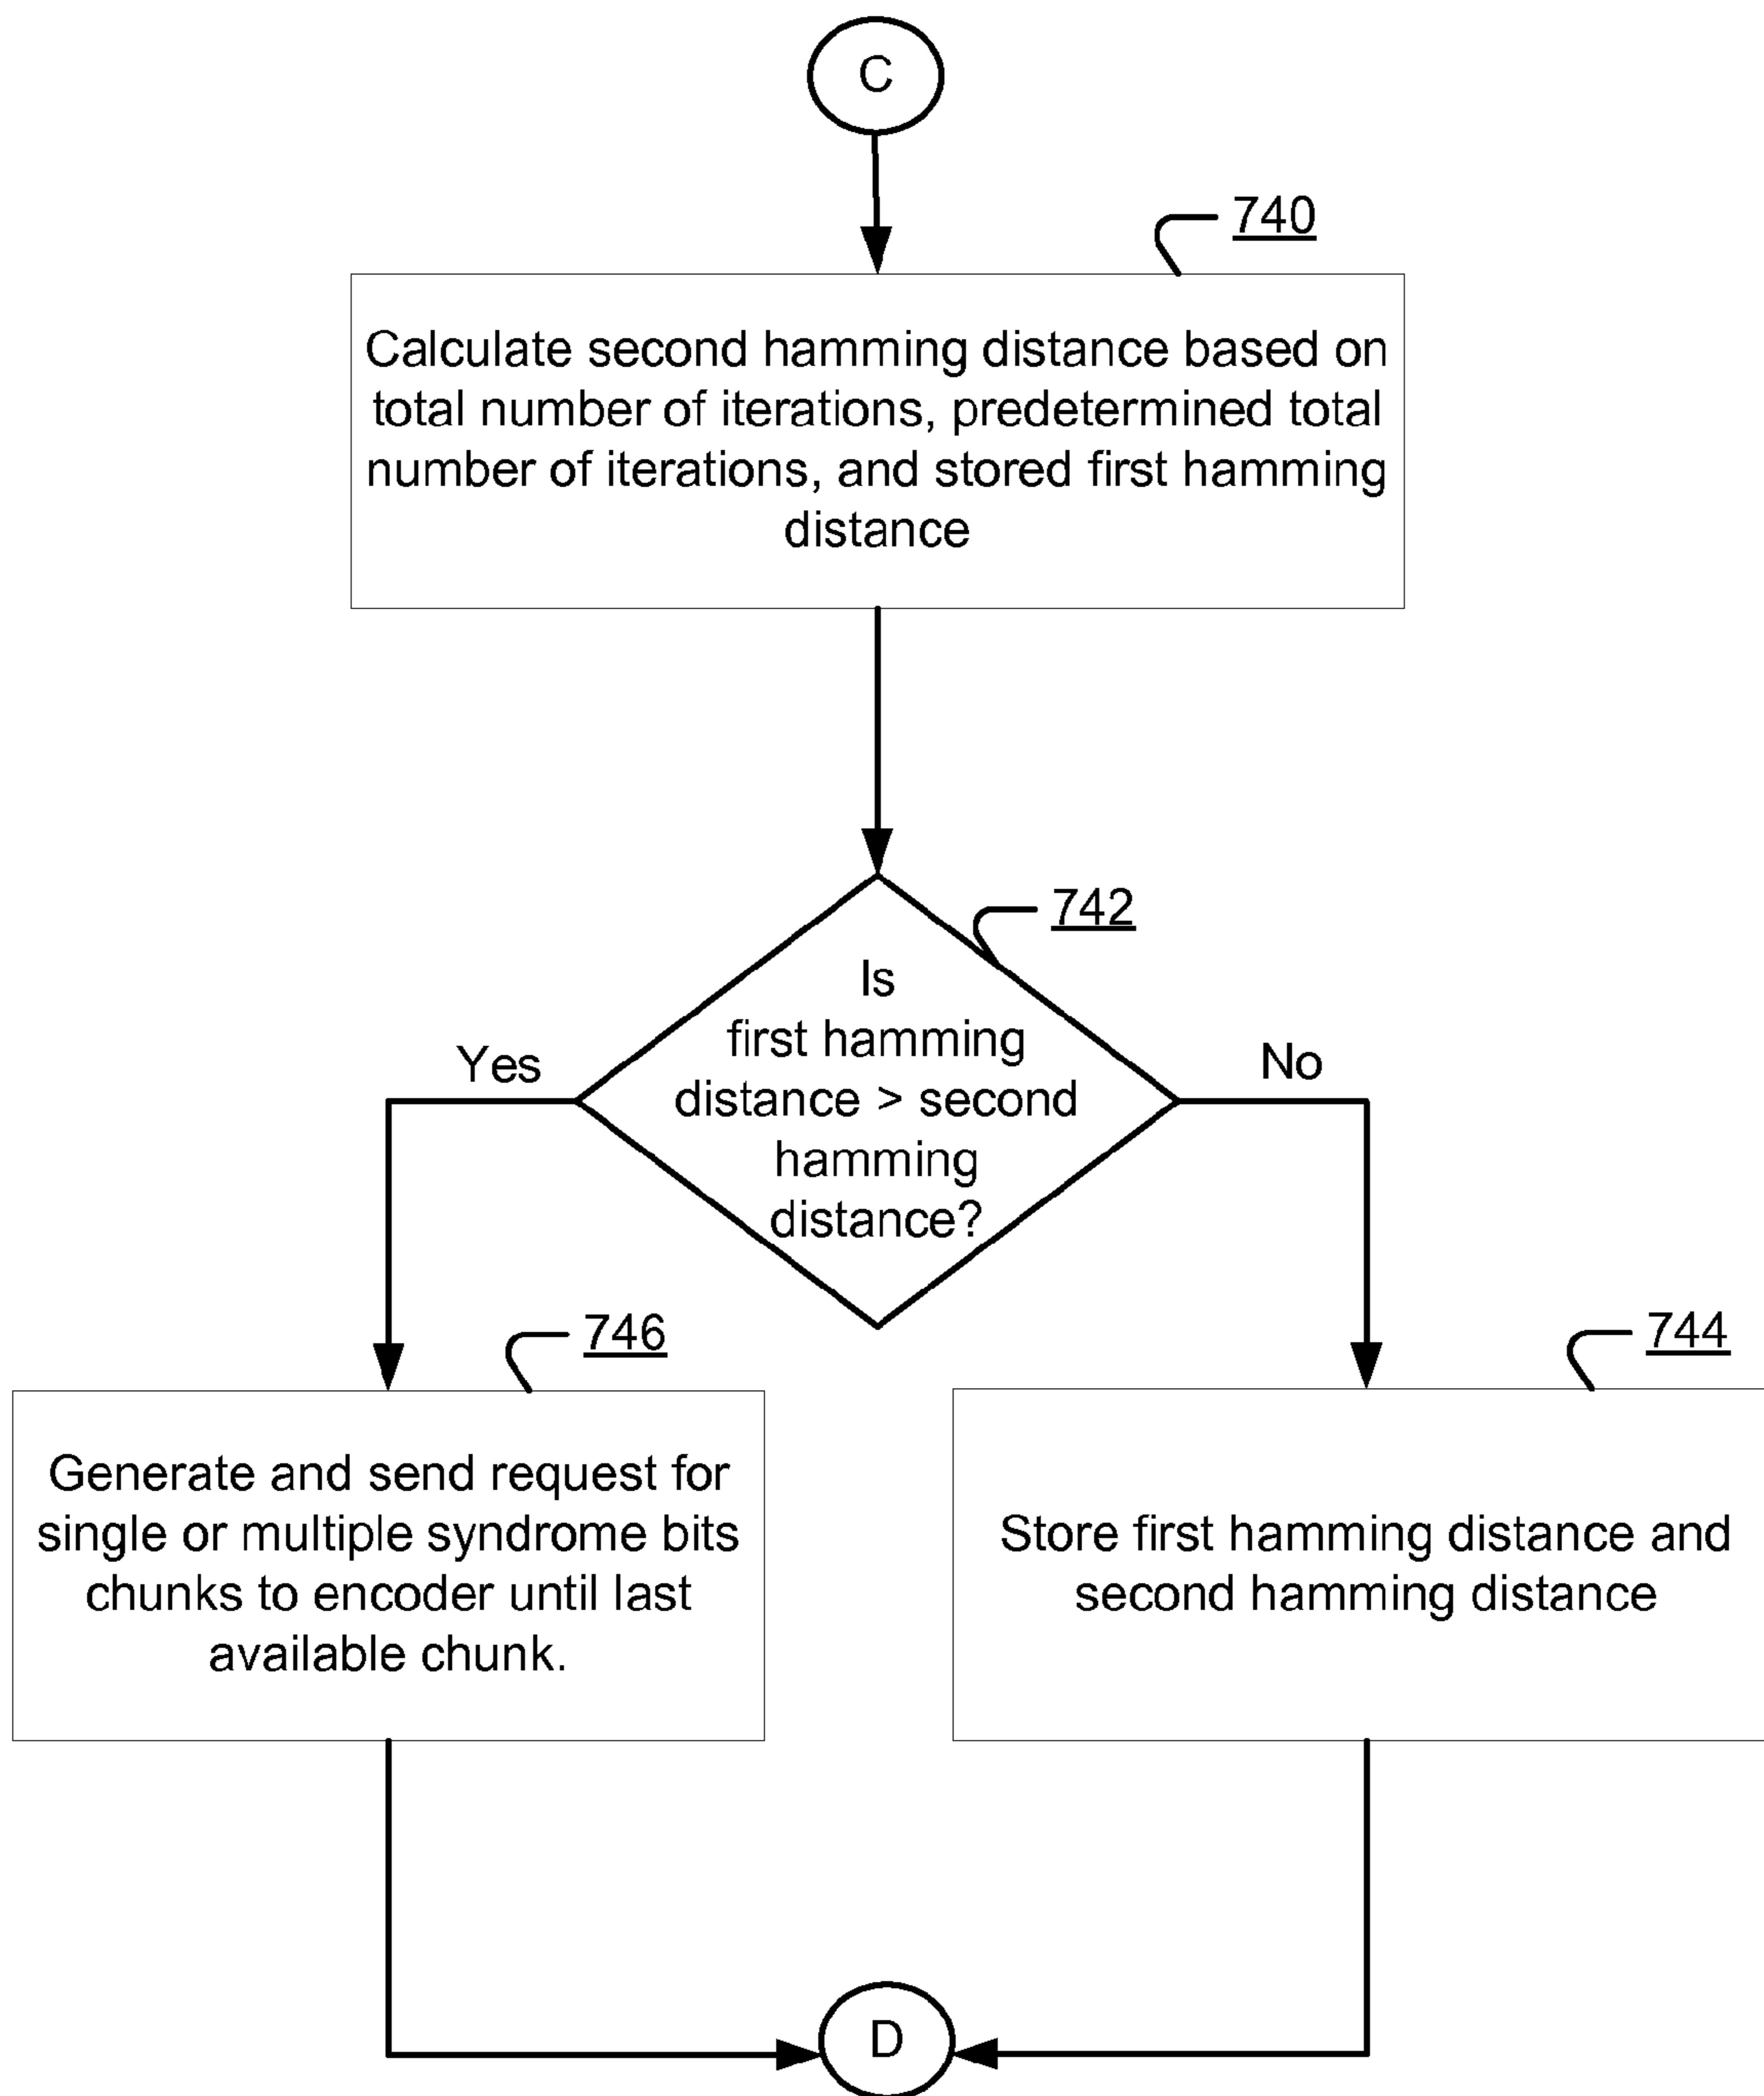 C
740
Calculate second hamming distance based on
total number of iterations, predetermined total
number of iterations, and stored first hamming
distance
742
Is
first hamming
distance > second
hamming
distance?
Yes
No
746
Generate and send request for
single or multiple syndrome bits
chunks to encoder until last
available chunk.
744
Store first hamming distance and
second hamming distance
D